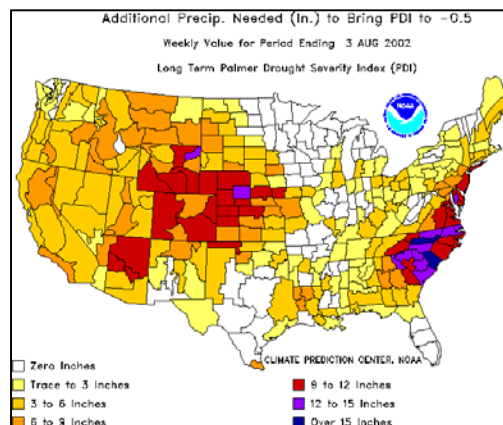 Additional Precip. Needed (In.) to Bring PDI to -0.5
Weekly Value for Period Ending 3 AUG 2002
Long Term Palmer Drought Severity Index (PDI)
NOAA
CLIMATE PREDICTION CENTER, NOAA
Zero Inches
Trace to 3 Inches
3 to 6 Inches
6 to 9 Inches
9 to 12 Inches
12 to 15 Inches
Over 15 Inches